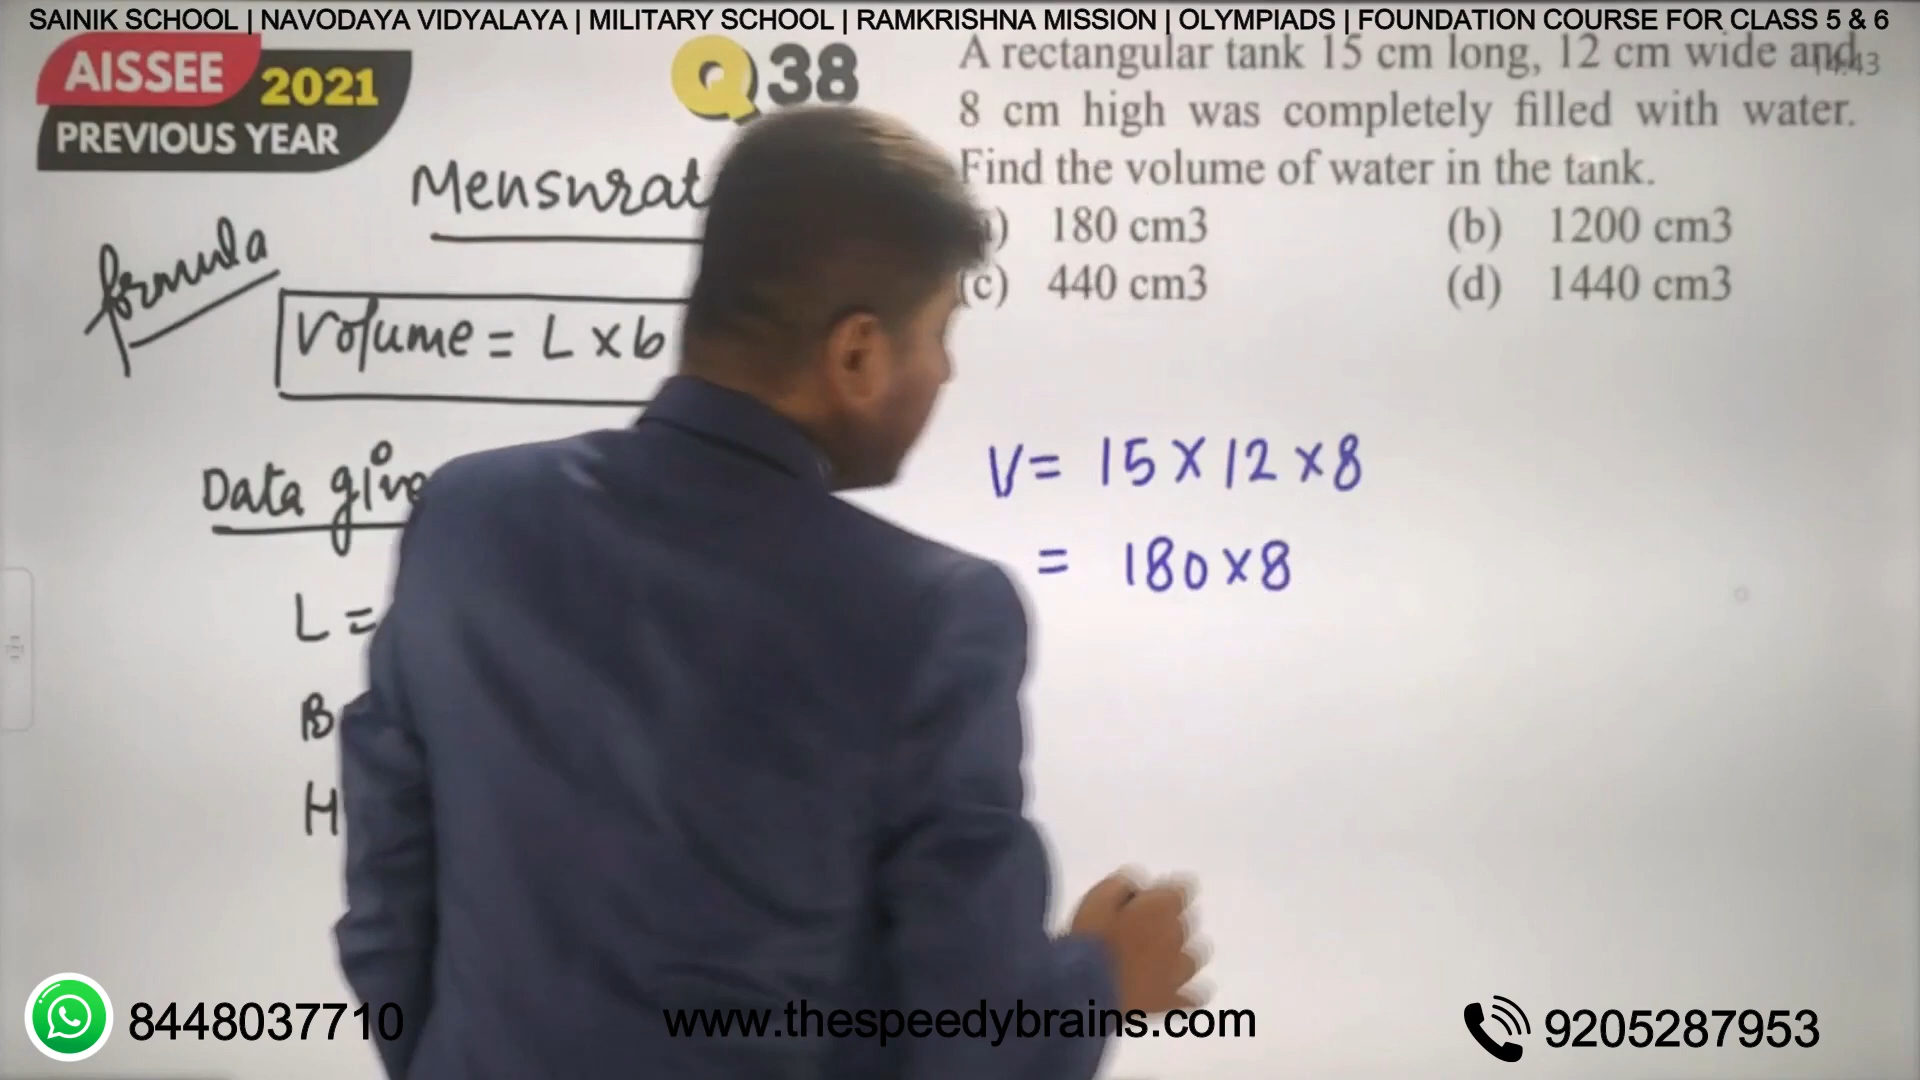 SAINIK SCHOOL | NAVODAYA VIDYALAYA | MILITARY SCHOOL | RAMKRISHNA MISSION | OLYMPIADS | FOUNDATION COURSE FOR CLASS 5 & 6
AISSEE 2021
PREVIOUS YEAR
Q 38
A rectangular tank 15 cm long, 12 cm wide and
8 cm high was completely filled with water.
Find the volume of water in the tank.
) 180 cm3 (b) 1200 cm3
(c) 440 cm3 (d) 1440 cm3
Mensurat
formula
Volume = L × b
Data give
L =
B
H
V = 15 × 12 × 8
= 180 × 8
8448037710
www.thespeedybrains.com
9205287953